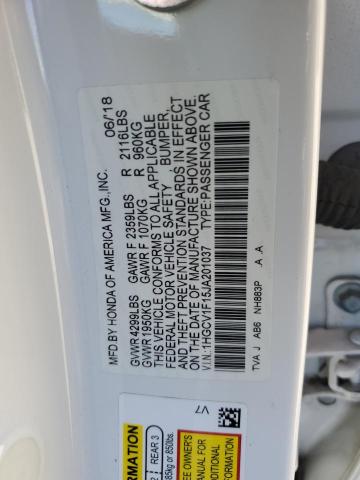 MFD BY HONDA OF AMERICA MFG.,INC. 06/'18
GVWR 4299LBS GAWR F 2359LBS R 2116LBS
GVWR 1950KG GAWR F 1070KG R 960KG
THIS VEHICLE CONFORMS TO ALL APPLICABLE
FEDERAL MOTOR VEHICLE SAFETY BUMPER,
AND THEFT PREVENTION STANDARDS IN EFFECT
ON THE DATE OF MANUFACTURE SHOWN ABOVE.
V.I.N.:1HGCV1F15JA201037 TYPE:PASSENGER CAR
TVA J AB6 NH883P A A
V7
REAR 3
85kg or 850lbs.
SEE OWNER'S
MANUAL FOR
INFORMATION